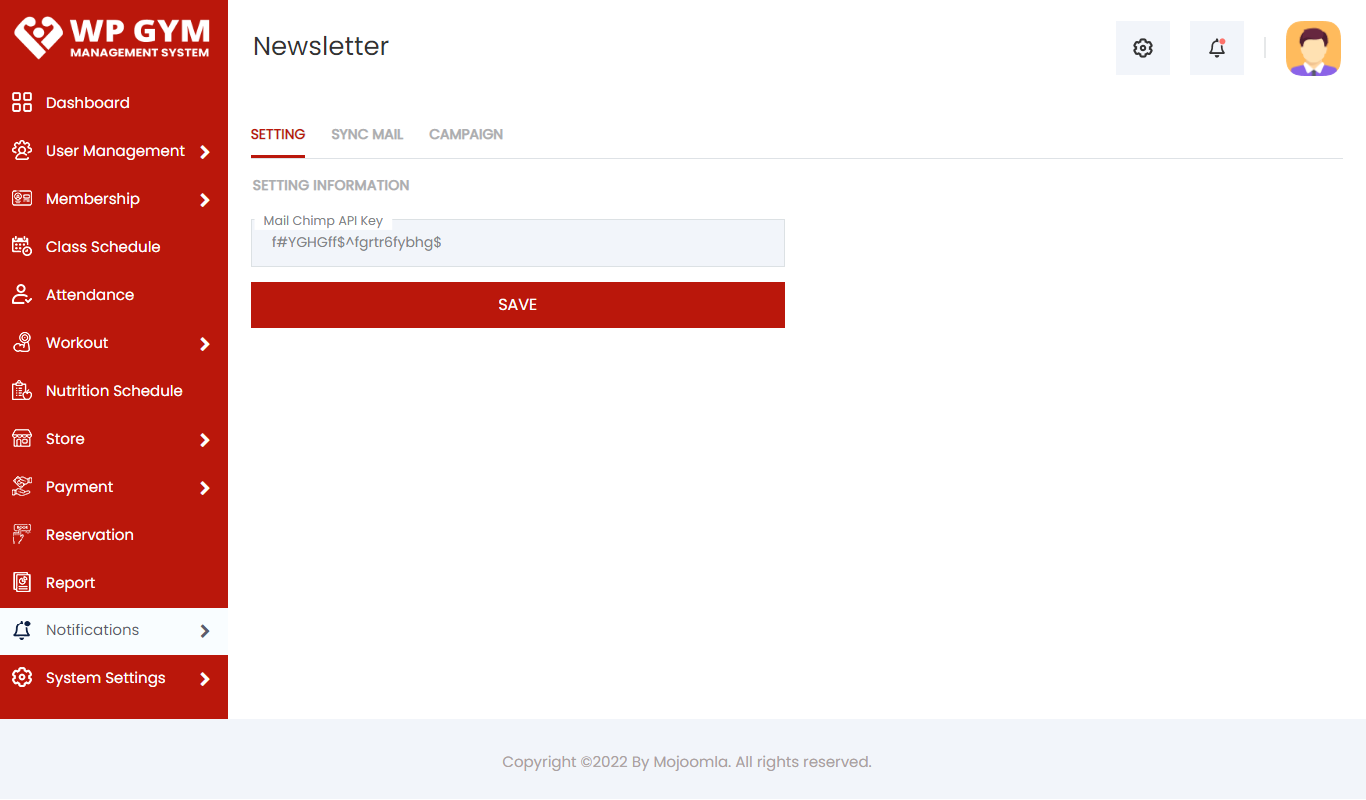 WP GYM
MANAGEMENT SYSTEM
Newsletter
Dashboard
User Management
Membership
Class Schedule
Attendance
Workout
Nutrition Schedule
Store
Payment
Reservation
Report
Notifications
System Settings
SETTING SYNC MAIL CAMPAIGN
SETTING INFORMATION
Mail Chimp API Key
f#YGHGff$^fgrtr6fybhg$
SAVE
Copyright ©2022 By Mojoomla. All rights reserved.